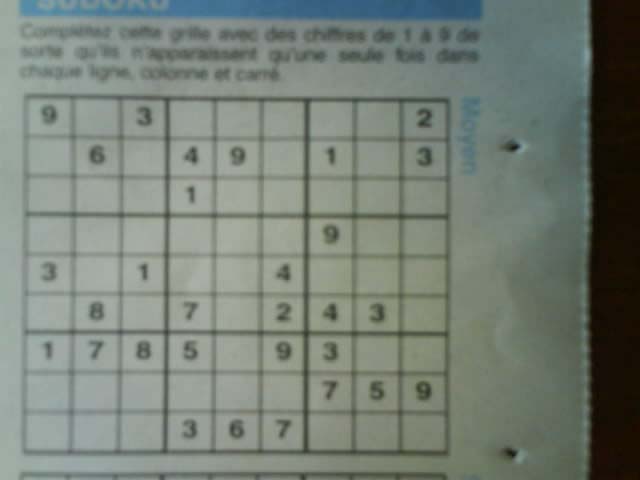 SUDOKU
Complétez cette grille avec des chiffres de 1 à 9 de
sorte qu'ils n'apparaissent qu'une seule fois dans
chaque ligne, colonne et carré.
Moyen
9 3 2
6 4 9 1 3
1
9
3 1 4
8 7 2 4 3
1 7 8 5 9 3
7 5 9
3 6 7